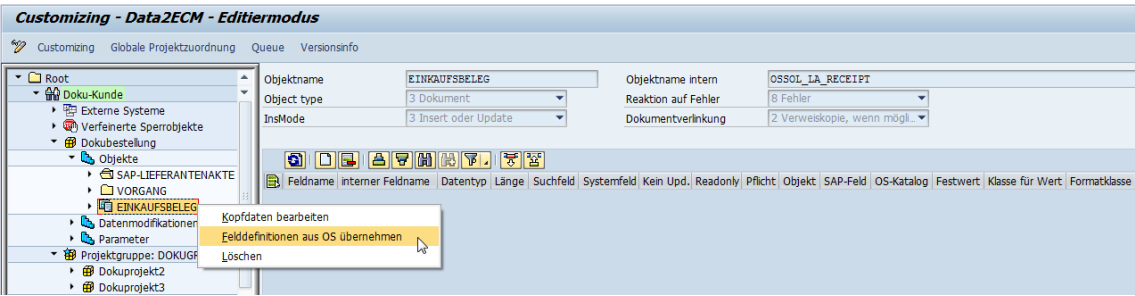 Customizing - Data2ECM - Editiermodus
Customizing Globale Projektzuordnung Queue Versionsinfo
Root
Doku-Kunde
Externe Systeme
Verfeinerte Sperrobjekte
Dokubestellung
Objekte
SAP-LIEFERANTENAKTE
VORGANG
EINKAUFSBELEG
Datenmodifikationen
Parameter
Projektgruppe: DOKUGR
Dokuprojekt2
Dokuprojekt3
Kopfdaten bearbeiten
Felddefinitionen aus OS übernehmen
Löschen
Objektname EINKAUFSBELEG Objektname intern OSSOL_LA_RECEIPT
Object type 3 Dokument Reaktion auf Fehler 8 Fehler
InsMode 3 Insert oder Update Dokumentverlinkung 2 Verweiskopie, wenn mögli...
Feldname interner Feldname Datentyp Länge Suchfeld Systemfeld Kein Upd. Readonly Pflicht Objekt SAP-Feld OS-Katalog Festwert Klasse für Wert Formatklasse